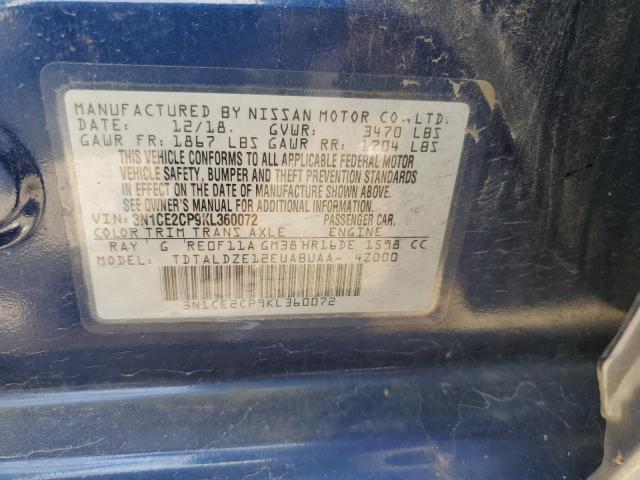 MANUFACTURED BY NISSAN MOTOR CO., LTD.
DATE: 12/18. GVWR: 3470 LBS
GAWR FR: 1867 LBS GAWR RR: 1704 LBS
THIS VEHICLE CONFORMS TO ALL APPLICABLE FEDERAL MOTOR
VEHICLE SAFETY, BUMPER AND THEFT PREVENTION STANDARDS
IN EFFECT ON THE DATE OF MANUFACTURE SHOWN ABOVE.
SEE OWNER'S MANUAL FOR ADDITIONAL INFORMATION.
VIN: 3N1CE2CP9KL360072 PASSENGER CAR.
COLOR TRIM TRANS AXLE ENGINE
RAY G RE0F11A GM38 HR16DE 1598 CC
MODEL TDTALDZE12EUABUAA- 4Z000
3N1CE2CP9KL360072